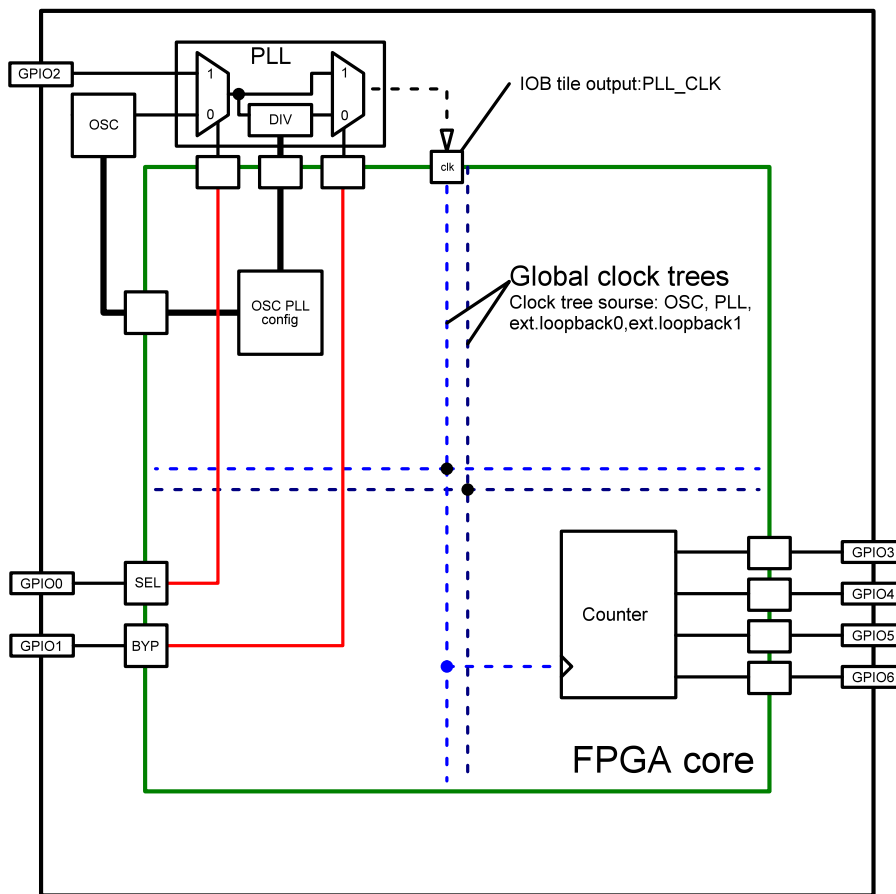 PLL
GPIO2
1
1
IOB tile output:PLL_CLK
OSC
0
DIV
0
clk
Global clock trees
Clock tree sourse: OSC, PLL,
ext.loopback0,ext.loopback1
OSC PLL
config
GPIO3
GPIO0
SEL
GPIO4
Counter
GPIO1
BYP
GPIO5
GPIO6
FPGA core